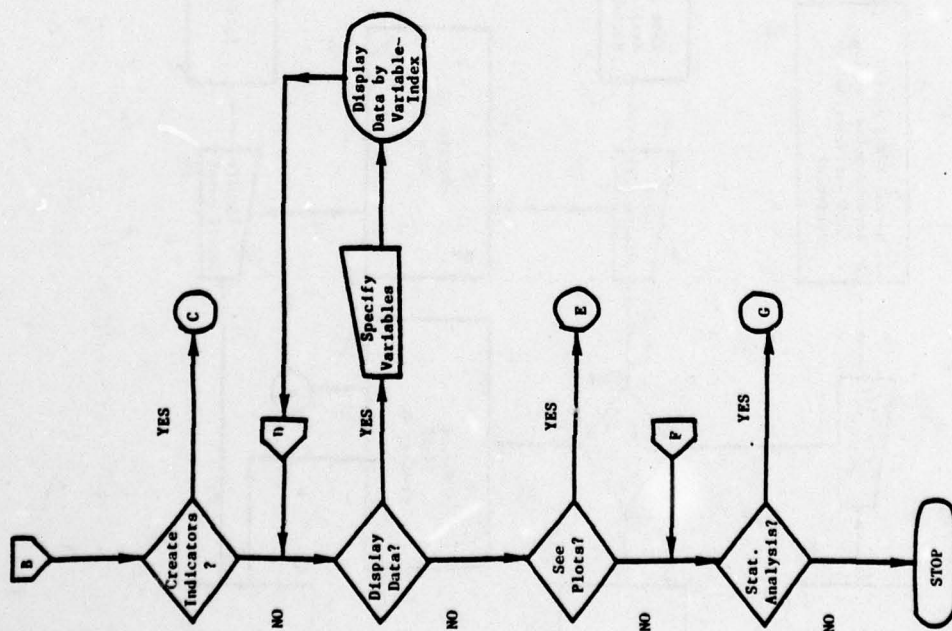 B
Create
Indicators
?
YES
C
NO
D
Display
Data?
YES
Specify
Variables
Display
Data by
Variable-
Index
NO
See
Plots?
YES
E
NO
F
Stat.
Analysis?
YES
G
NO
STOP